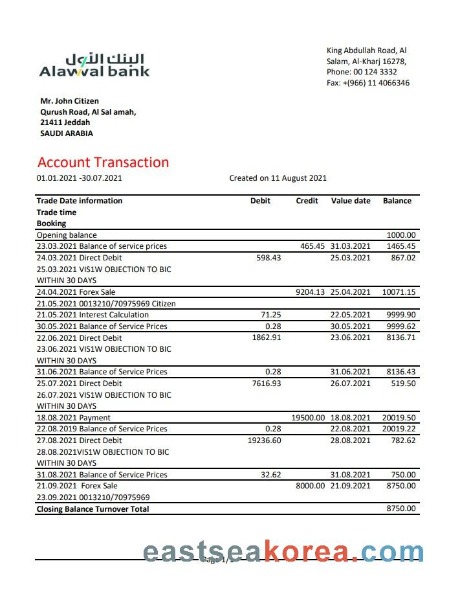 البنك الأول
Alawwal bank
King Abdullah Road, Al
Salam, Al-Kharj 16278,
Phone: 00 124 3332
Fax: +(966) 11 4066346
Mr. John Citizen
Qurush Road, Al Sal amah,
21411 Jeddah
SAUDI ARABIA
Account Transaction
01.01.2021 -30.07.2021 Created on 11 August 2021
Trade Date information Debit Credit Value date Balance
Trade time
Booking
Opening balance 1000.00
23.03.2021 Balance of service prices 465.45 31.03.2021 1465.45
24.03.2021 Direct Debit 598.43 25.03.2021 867.02
25.03.2021 VIS1W OBJECTION TO BIC
WITHIN 30 DAYS
24.04.2021 Forex Sale 9204.13 25.04.2021 10071.15
21.05.2021 0013210/70975969 Citizen
21.05.2021 Interest Calculation 71.25 22.05.2021 9999.90
30.05.2021 Balance of Service Prices 0.28 30.05.2021 9999.62
22.06.2021 Direct Debit 1862.91 23.06.2021 8136.71
23.06.2021 VIS1W OBJECTION TO BIC
WITHIN 30 DAYS
31.06.2021 Balance of Service Prices 0.28 31.06.2021 8136.43
25.07.2021 Direct Debit 7616.93 26.07.2021 519.50
26.07.2021 VIS1W OBJECTION TO BIC
WITHIN 30 DAYS
18.08.2021 Payment 19500.00 18.08.2021 20019.50
22.08.2019 Balance of Service Prices 0.28 22.08.2021 20019.22
27.08.2021 Direct Debit 19236.60 28.08.2021 782.62
28.08.2021VIS1W OBJECTION TO BIC
WITHIN 30 DAYS
31.08.2021 Balance of Service Prices 32.62 31.08.2021 750.00
21.09.2021 Forex Sale 8000.00 21.09.2021 8750.00
23.09.2021 0013210/70975969
Closing Balance Turnover Total 8750.00
eastseakorea.com
Page 1/1